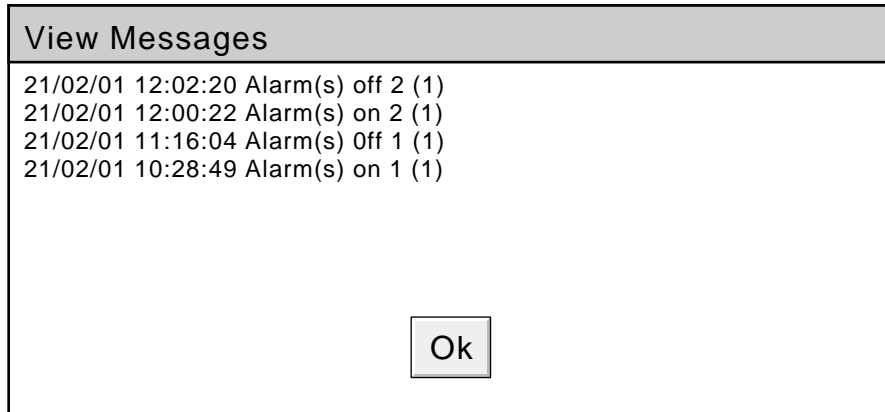 View Messages
21/02/01 12:02:20 Alarm(s) off 2 (1)
21/02/01 12:00:22 Alarm(s) on 2 (1)
21/02/01 11:16:04 Alarm(s) 0ff 1 (1)
21/02/01 10:28:49 Alarm(s) on 1 (1)
Ok